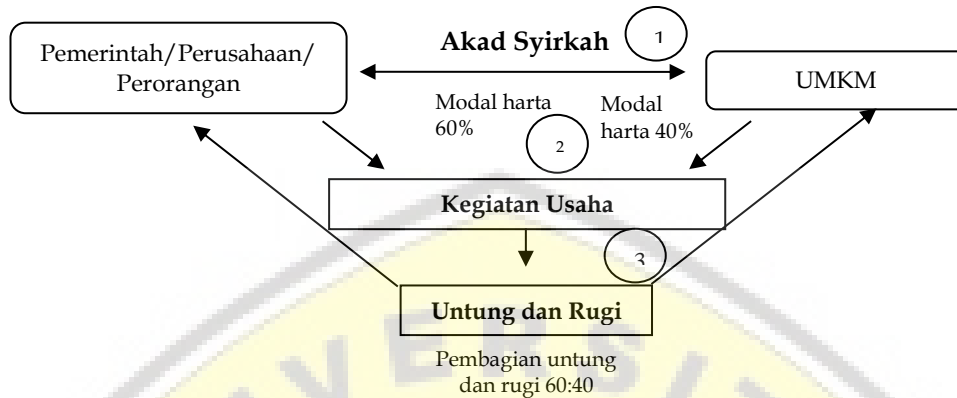 Akad Syirkah
1
Pemerintah/Perusahaan/
Perorangan
UMKM
Modal harta
60%
Modal
harta 40%
2
Kegiatan Usaha
3
Untung dan Rugi
Pembagian untung
dan rugi 60:40
VERSI